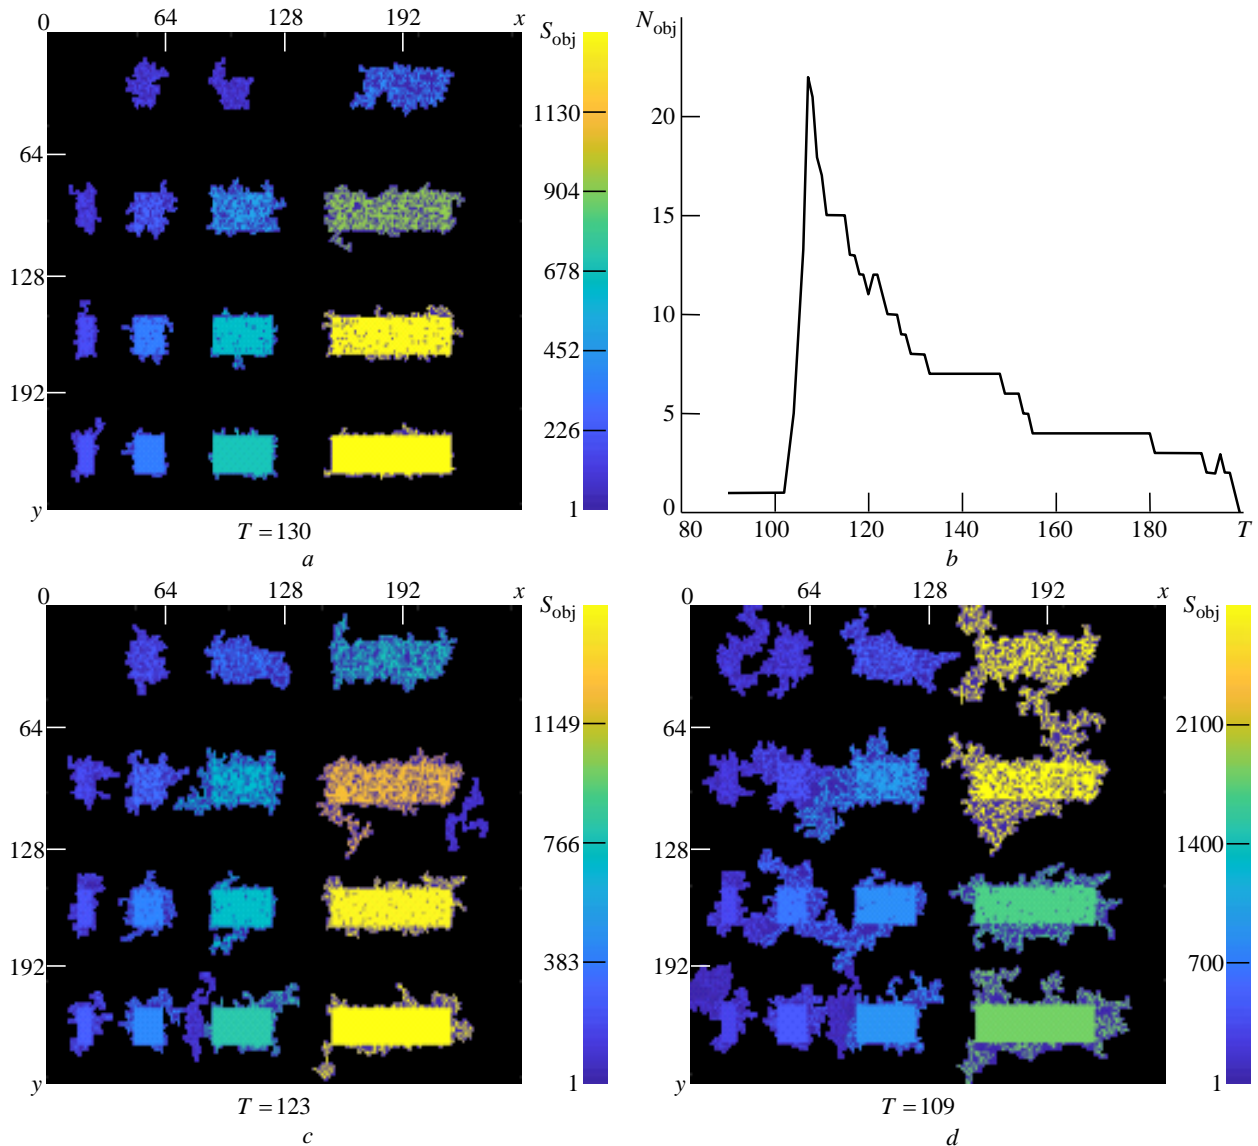 0 64 128 192 x
S_obj
64
128
192
y
1130
904
678
452
226
1
T = 130
a
N_obj
20
15
10
5
0
80 100 120 140 160 180 T
b
0 64 128 192 x
S_obj
64
128
192
y
1149
766
383
1
T = 123
c
0 64 128 192 x
S_obj
64
128
192
y
2100
1400
700
1
T = 109
d